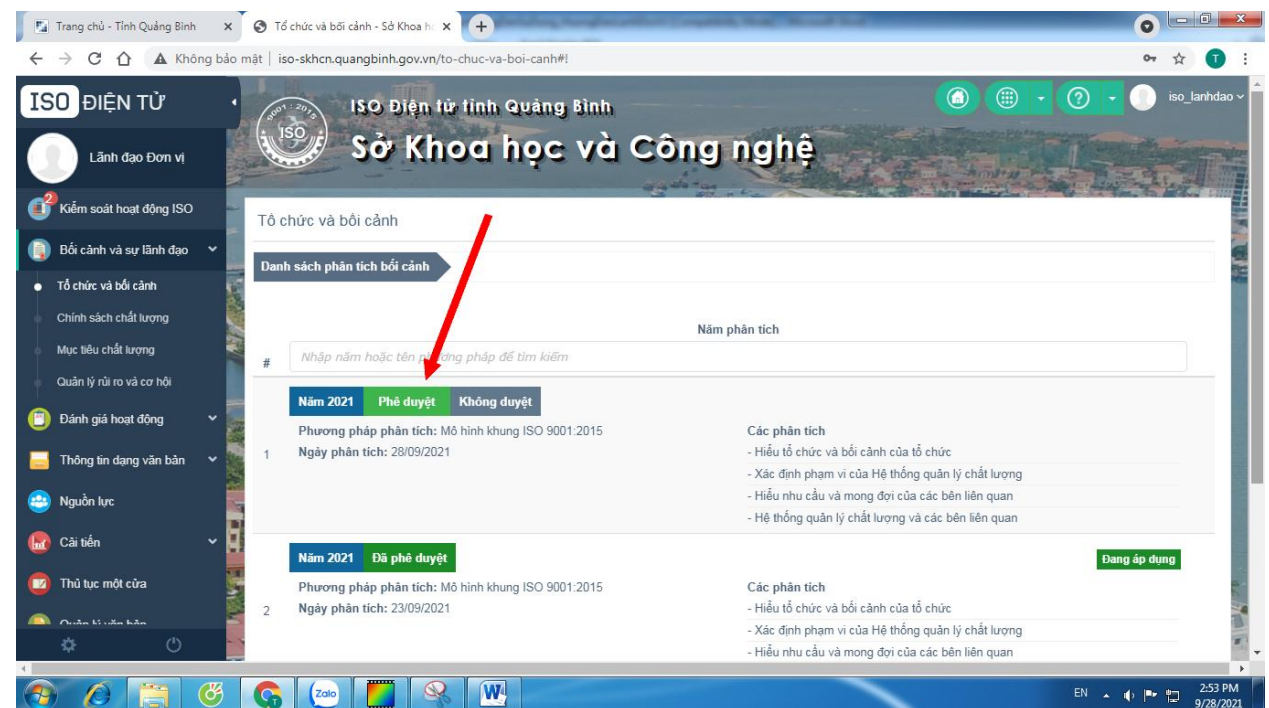 Trang chủ - Tỉnh Quảng Bình
Tổ chức và bối cảnh - Sở Khoa h
Không bảo mật | iso-skhcn.quangbinh.gov.vn/to-chuc-va-boi-canh#!
T
ISO ĐIỆN TỬ
ISO Điện tử tỉnh Quảng Bình
iso_lanhdao
9001 : 2015
ISO
Sở Khoa học và Công nghệ
Lãnh đạo Đơn vị
2
Kiểm soát hoạt động ISO
Bối cảnh và sự lãnh đạo
Tổ chức và bối cảnh
Chính sách chất lượng
Mục tiêu chất lượng
Quản lý rủi ro và cơ hội
Đánh giá hoạt động
Thông tin dạng văn bản
Nguồn lực
Cải tiến
Thủ tục một cửa
Quản lý văn bản
Tổ chức và bối cảnh
Danh sách phân tích bối cảnh
Năm phân tích
#
Nhập năm hoặc tên phương pháp để tìm kiếm
Năm 2021 Phê duyệt Không duyệt
1
Phương pháp phân tích: Mô hình khung ISO 9001:2015
Ngày phân tích: 28/09/2021
Các phân tích
- Hiểu tổ chức và bối cảnh của tổ chức
- Xác định phạm vi của Hệ thống quản lý chất lượng
- Hiểu nhu cầu và mong đợi của các bên liên quan
- Hệ thống quản lý chất lượng và các bên liên quan
Năm 2021 Đã phê duyệt
Đang áp dụng
2
Phương pháp phân tích: Mô hình khung ISO 9001:2015
Ngày phân tích: 23/09/2021
Các phân tích
- Hiểu tổ chức và bối cảnh của tổ chức
- Xác định phạm vi của Hệ thống quản lý chất lượng
- Hiểu nhu cầu và mong đợi của các bên liên quan
Zalo
W
EN
2:53 PM
9/28/2021